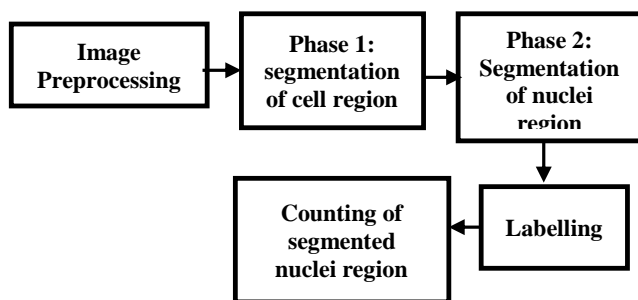 Image
Preprocessing
Phase 1:
segmentation
of cell region
Phase 2:
Segmentation
of nuclei
region
Labelling
Counting of
segmented
nuclei region